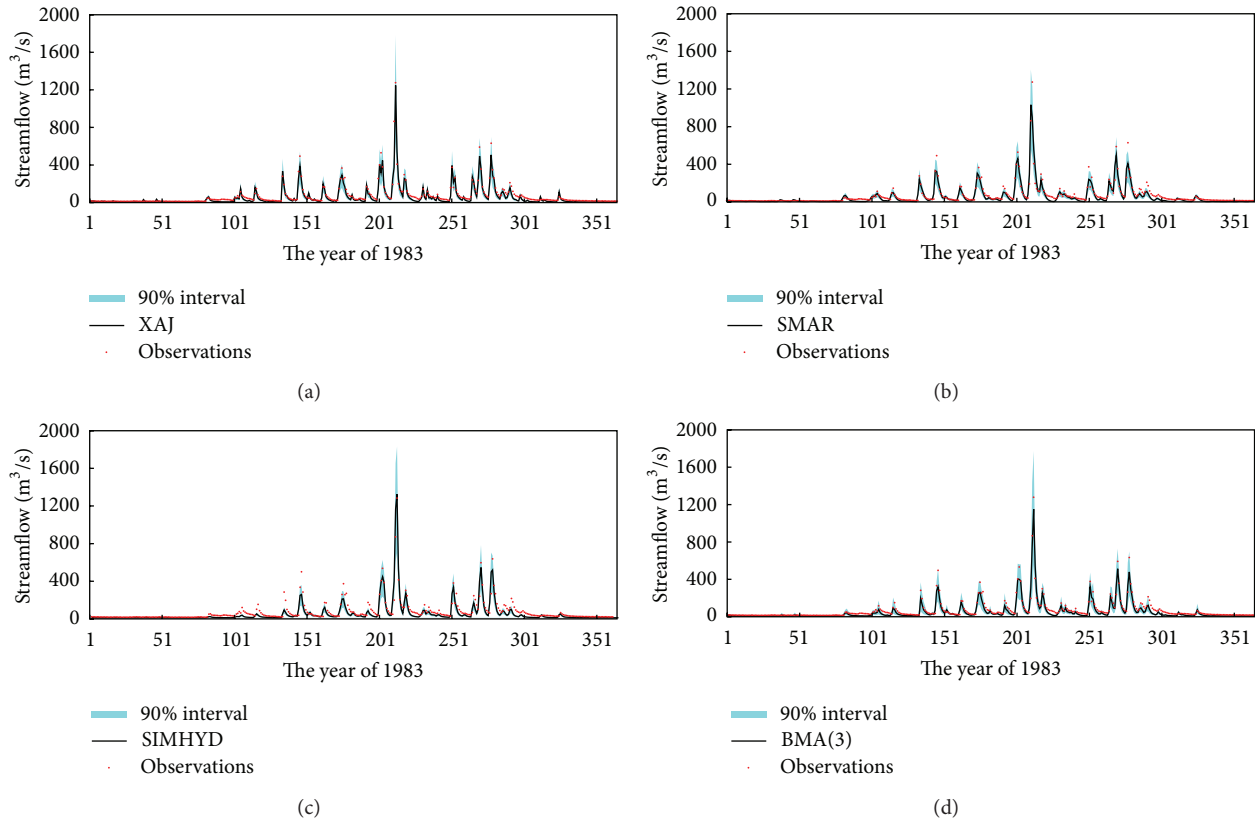 2000
1600
1200
800
400
0
Streamflow (m³/s)
1 51 101 151 201 251 301 351
The year of 1983
90% interval
XAJ
Observations
(a)
2000
1600
1200
800
400
0
Streamflow (m³/s)
1 51 101 151 201 251 301 351
The year of 1983
90% interval
SMAR
Observations
(b)
2000
1600
1200
800
400
0
Streamflow (m³/s)
1 51 101 151 201 251 301 351
The year of 1983
90% interval
SIMHYD
Observations
(c)
2000
1600
1200
800
400
0
Streamflow (m³/s)
1 51 101 151 201 251 301 351
The year of 1983
90% interval
BMA(3)
Observations
(d)